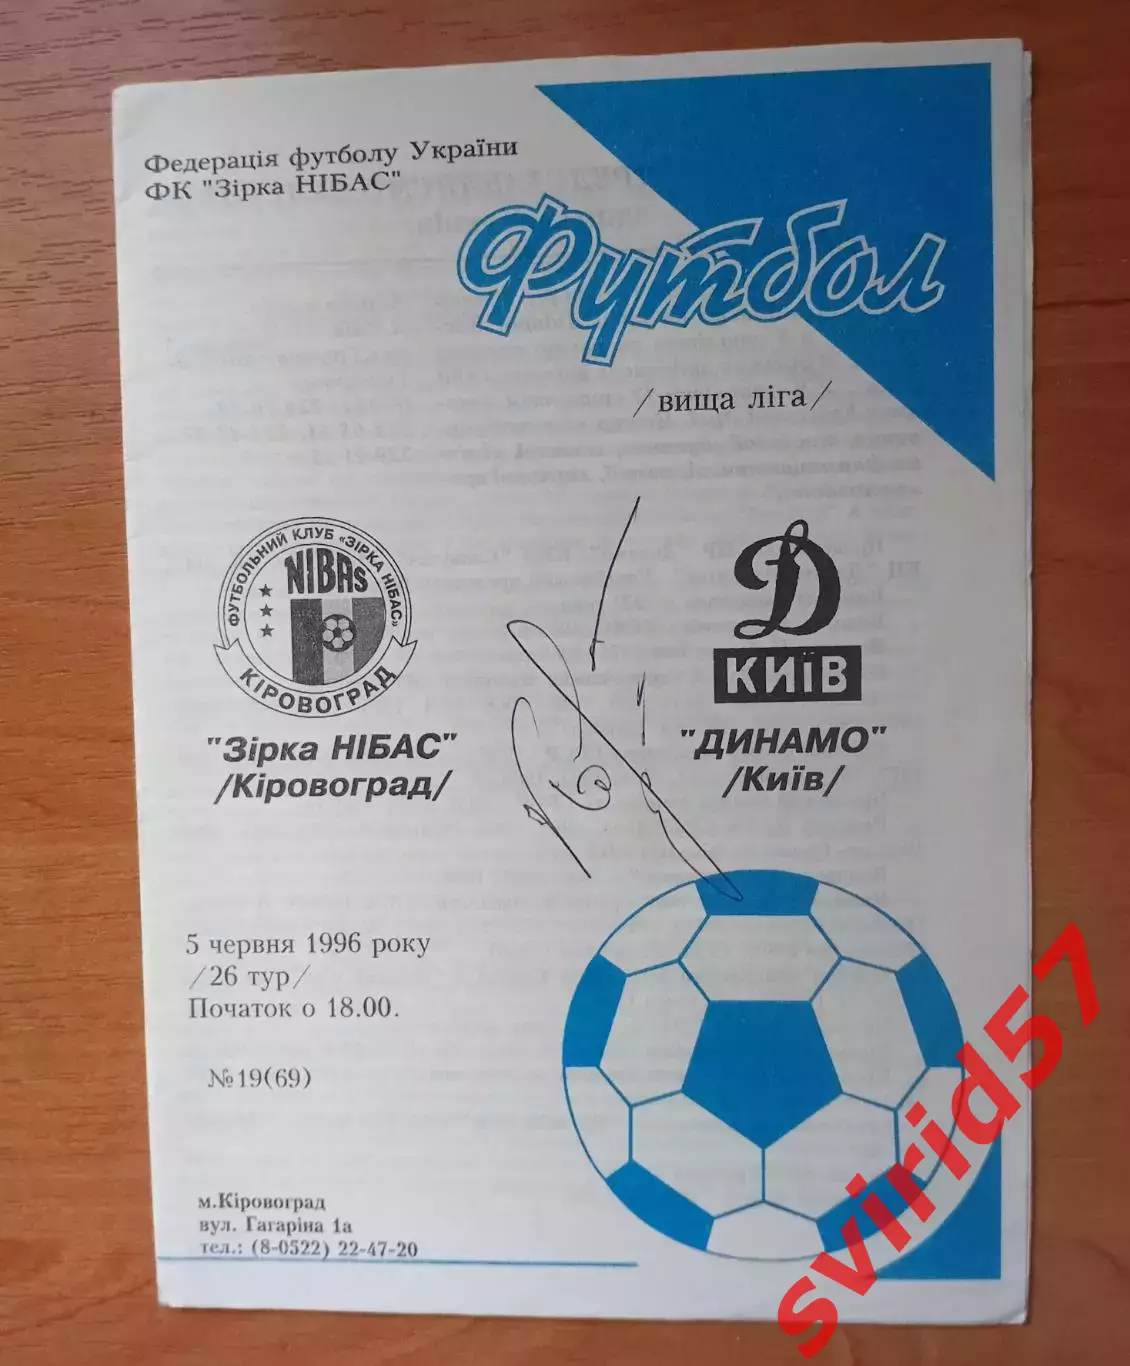 Федерація футболу України
ФК "Зірка НІБАС"
Футбол
/вища ліга/
ФУТБОЛЬНИЙ КЛУБ «ЗІРКА НІБАС»
NIBAs
КІРОВОГРАД
"Зірка НІБАС"
/Кіровоград/
Д
КИїВ
"ДИНАМО"
/Київ/
5 червня 1996 року
/26 тур/
Початок о 18.00.
№19(69)
м.Кіровоград
вул. Гагаріна 1а
тел.: (8-0522) 22-47-20
svirid57